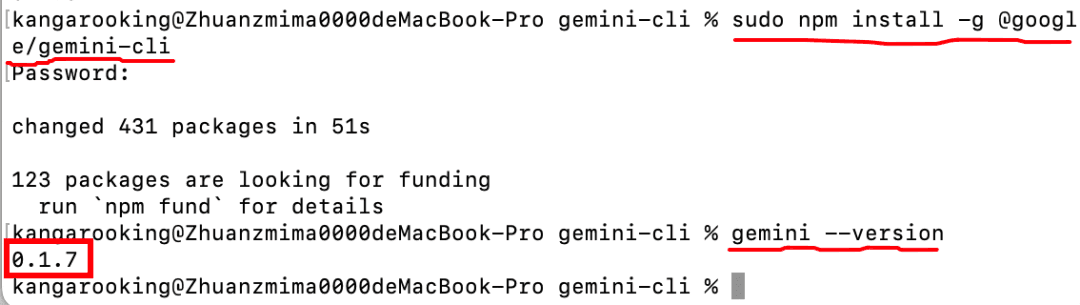 [kangarooking@Zhuanzmima0000deMacBook-Pro gemini-cli % sudo npm install -g @googl
e/gemini-cli
[Password:
changed 431 packages in 51s
123 packages are looking for funding
  run `npm fund` for details
[kangarooking@Zhuanzmima0000deMacBook-Pro gemini-cli % gemini --version
0.1.7
kangarooking@Zhuanzmima0000deMacBook-Pro gemini-cli %